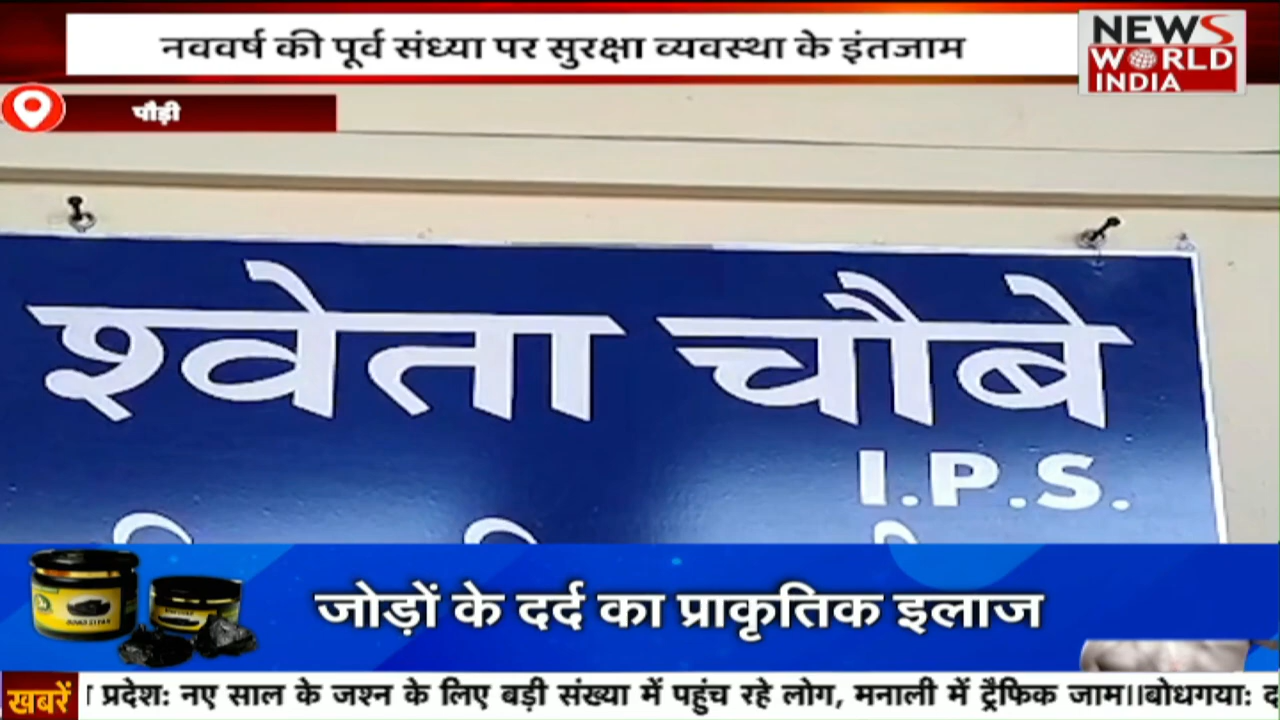 नववर्ष की पूर्व संध्या पर सुरक्षा व्यवस्था के इंतजाम
NEWS
WORLD
INDIA
पौड़ी
श्वेता चौबे
I.P.S.
जोड़ों के दर्द का प्राकृतिक इलाज
खबरें
प्रदेश: नए साल के जश्न के लिए बड़ी संख्या में पहुंच रहे लोग, मनाली में ट्रैफिक जाम॥बोधगया: